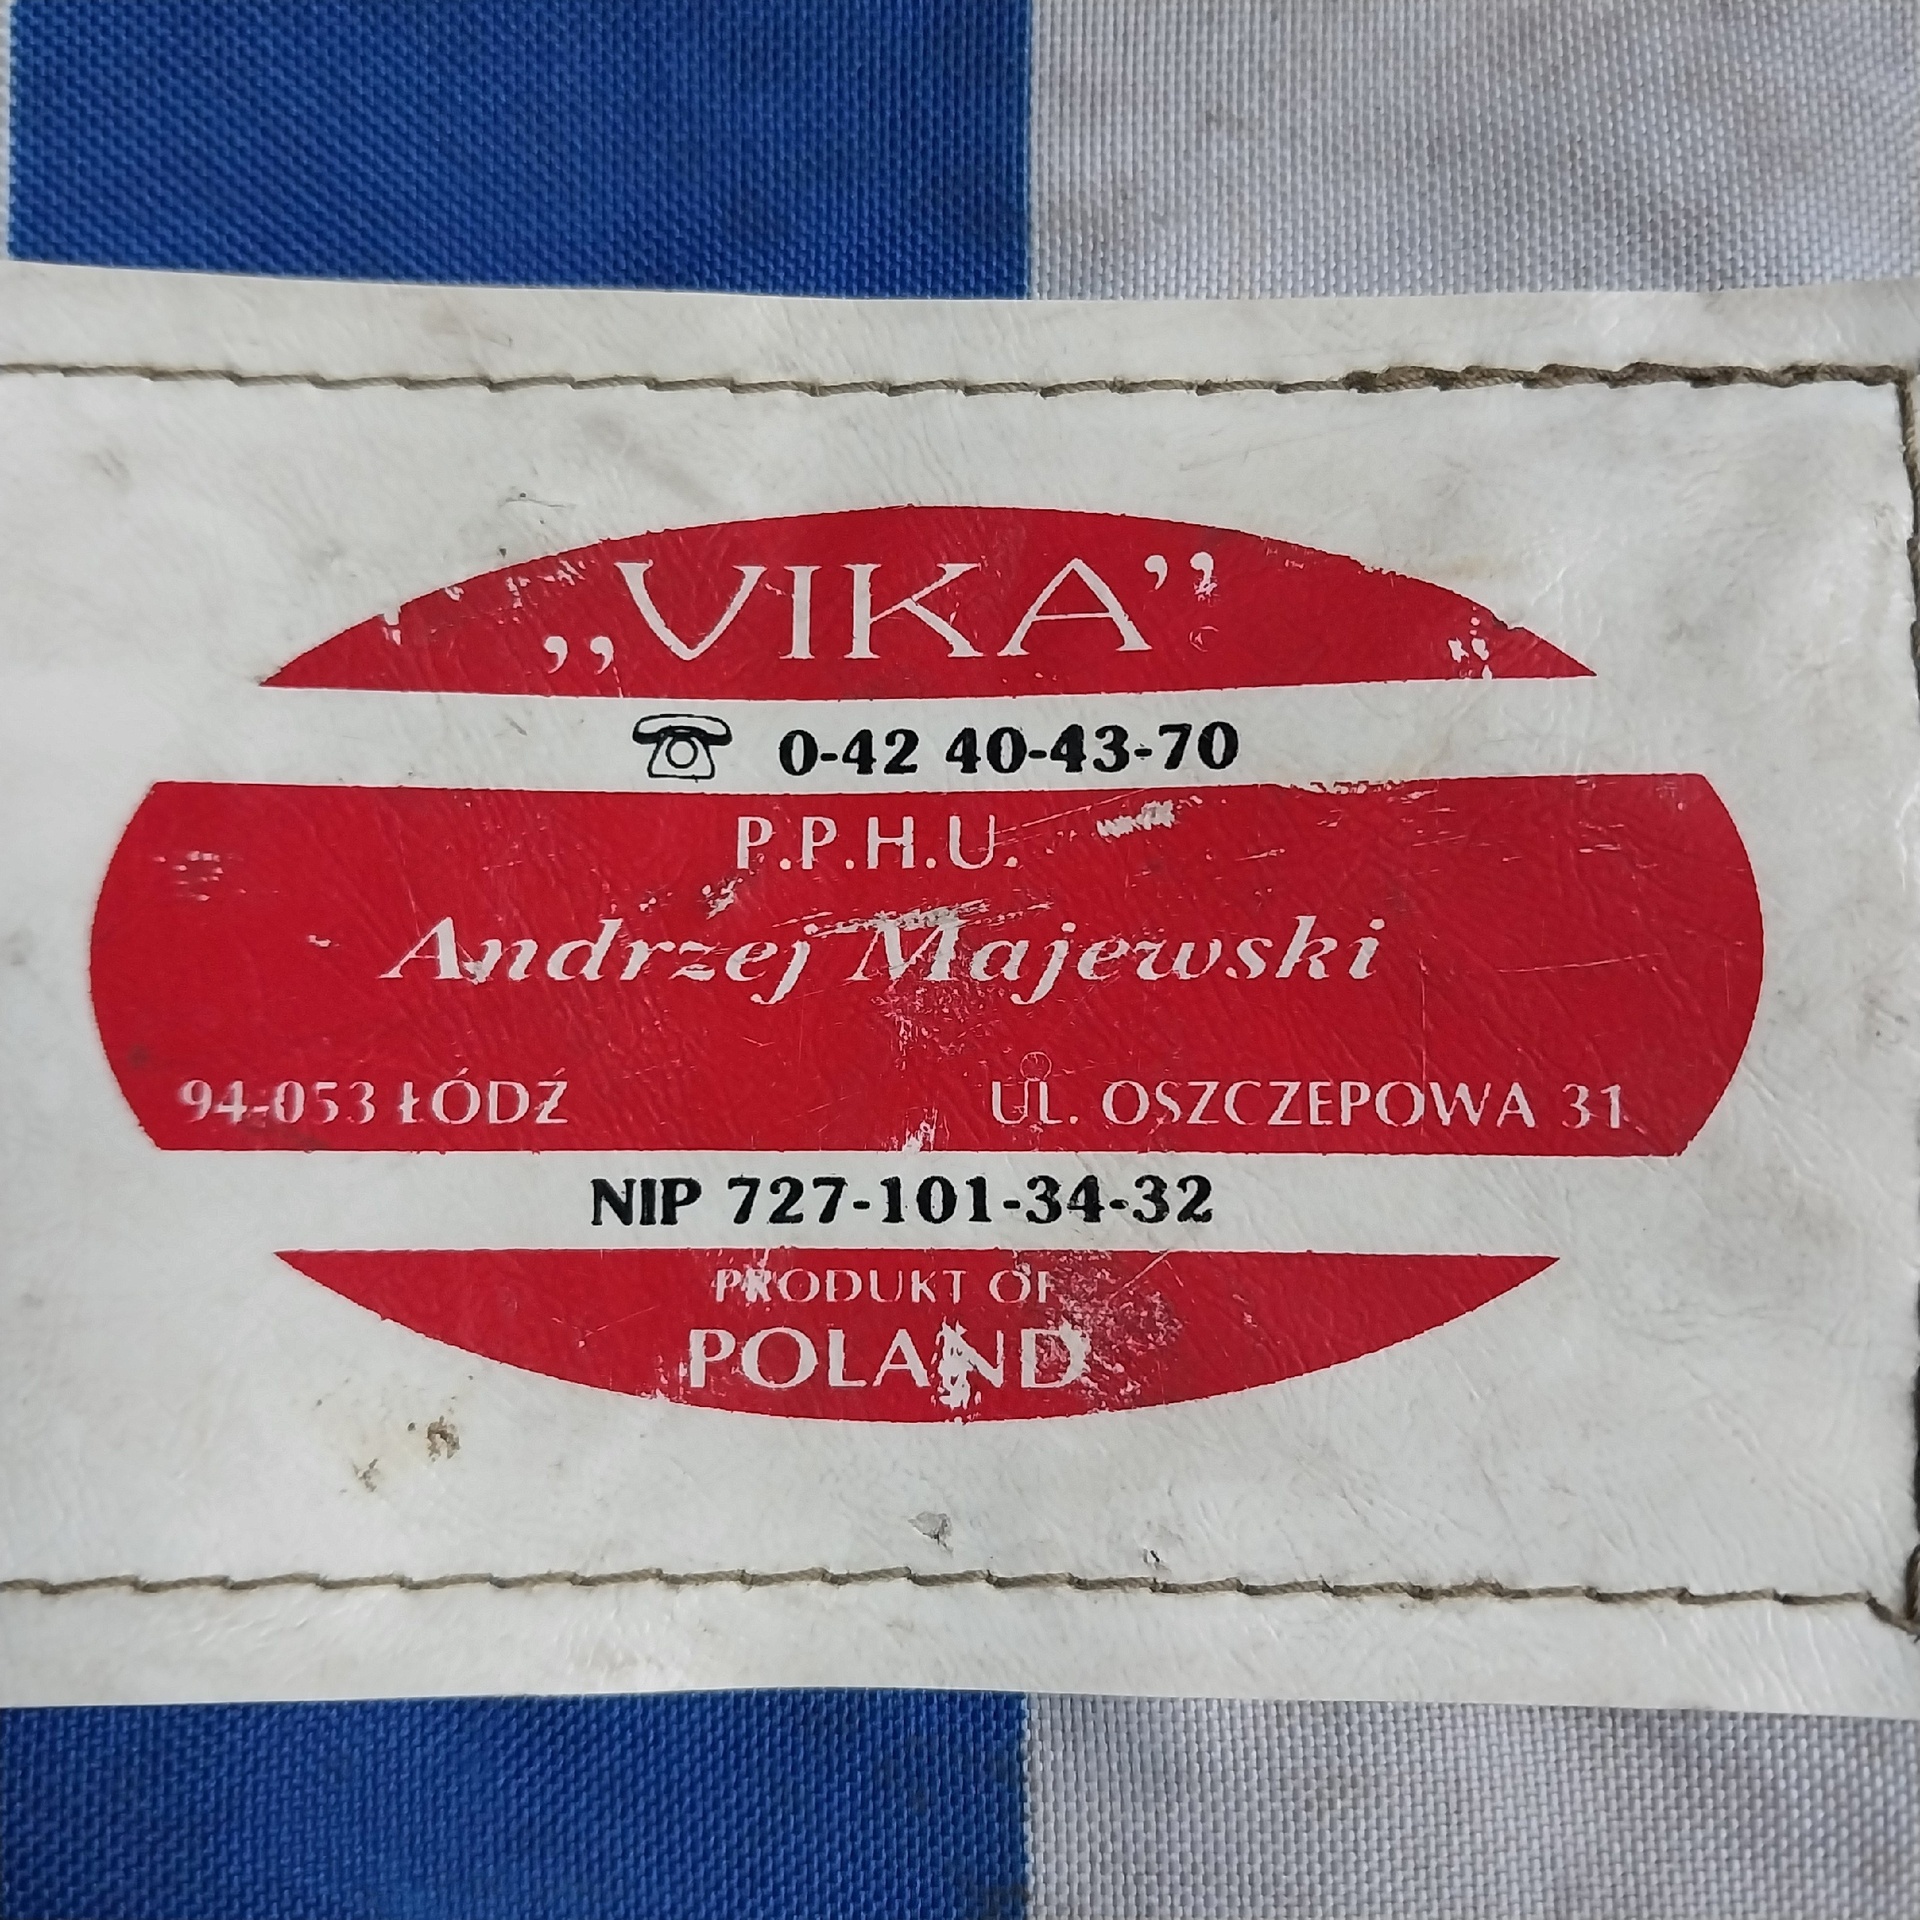 „VIKA”
☏ 0-42 40-43-70
P.P.H.U.
Andrzej Majewski
94-053 ŁÓDŹ UL. OSZCZEPOWA 31
NIP 727-101-34-32
PRODUKT OF
POLAND